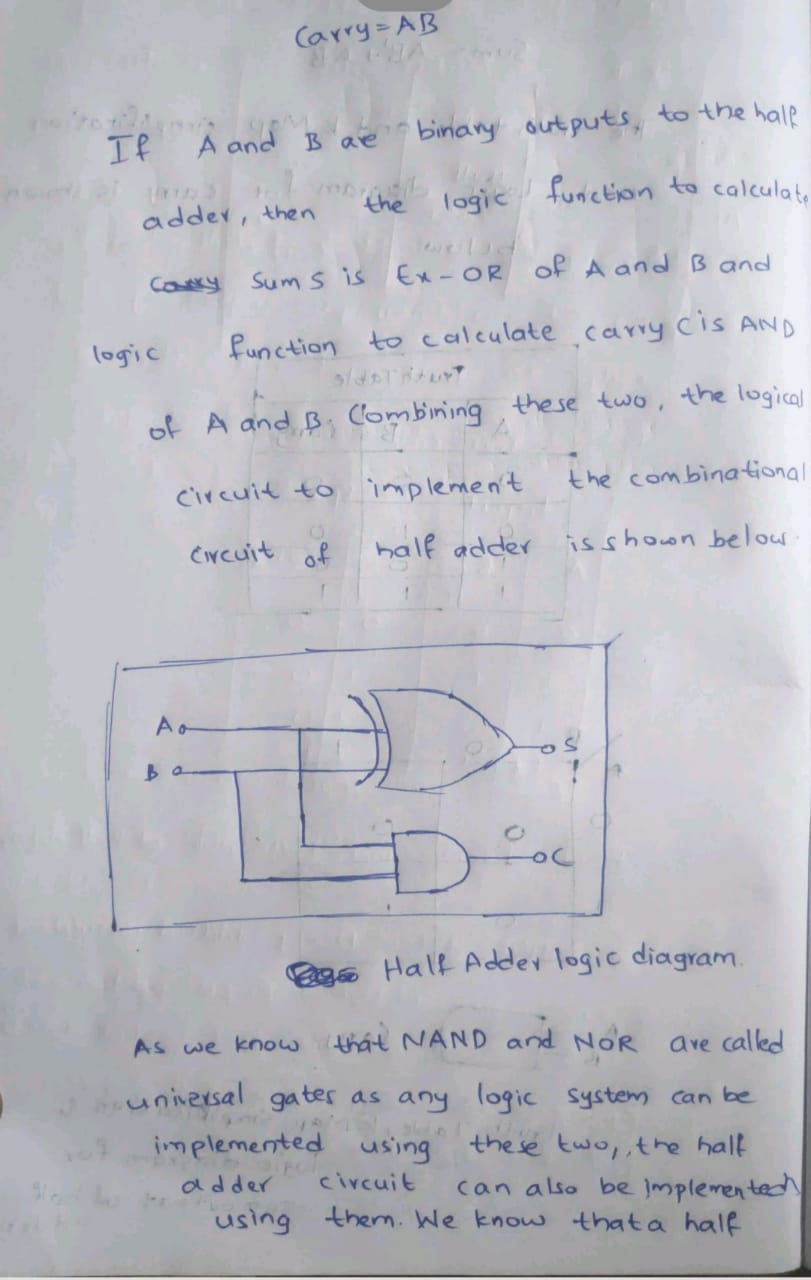 Carry = AB
If A and B are binary outputs, to the half
adder, then the logic function to calculate
Sum S is Ex-OR of A and B and
logic function to calculate carry C is AND
of A and B. Combining these two, the logical
circuit to implement the combinational
circuit of half adder is shown below.
A
B
S
C
Half Adder logic diagram.
As we know that NAND and NOR are called
universal gates as any logic system can be
implemented using these two, the half
adder circuit can also be implemented
using them. We know that a half